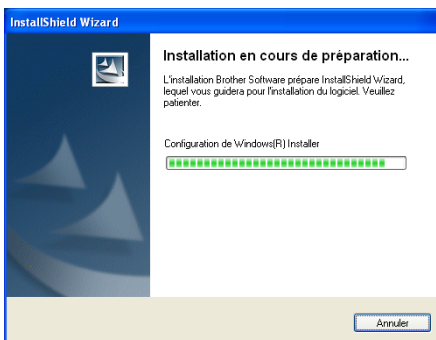 InstallShield Wizard
Installation en cours de préparation...
L'installation Brother Software prépare InstallShield Wizard,
lequel vous guidera pour l'installation du logiciel. Veuillez
patienter.
Configuration de Windows(R) Installer
Annuler